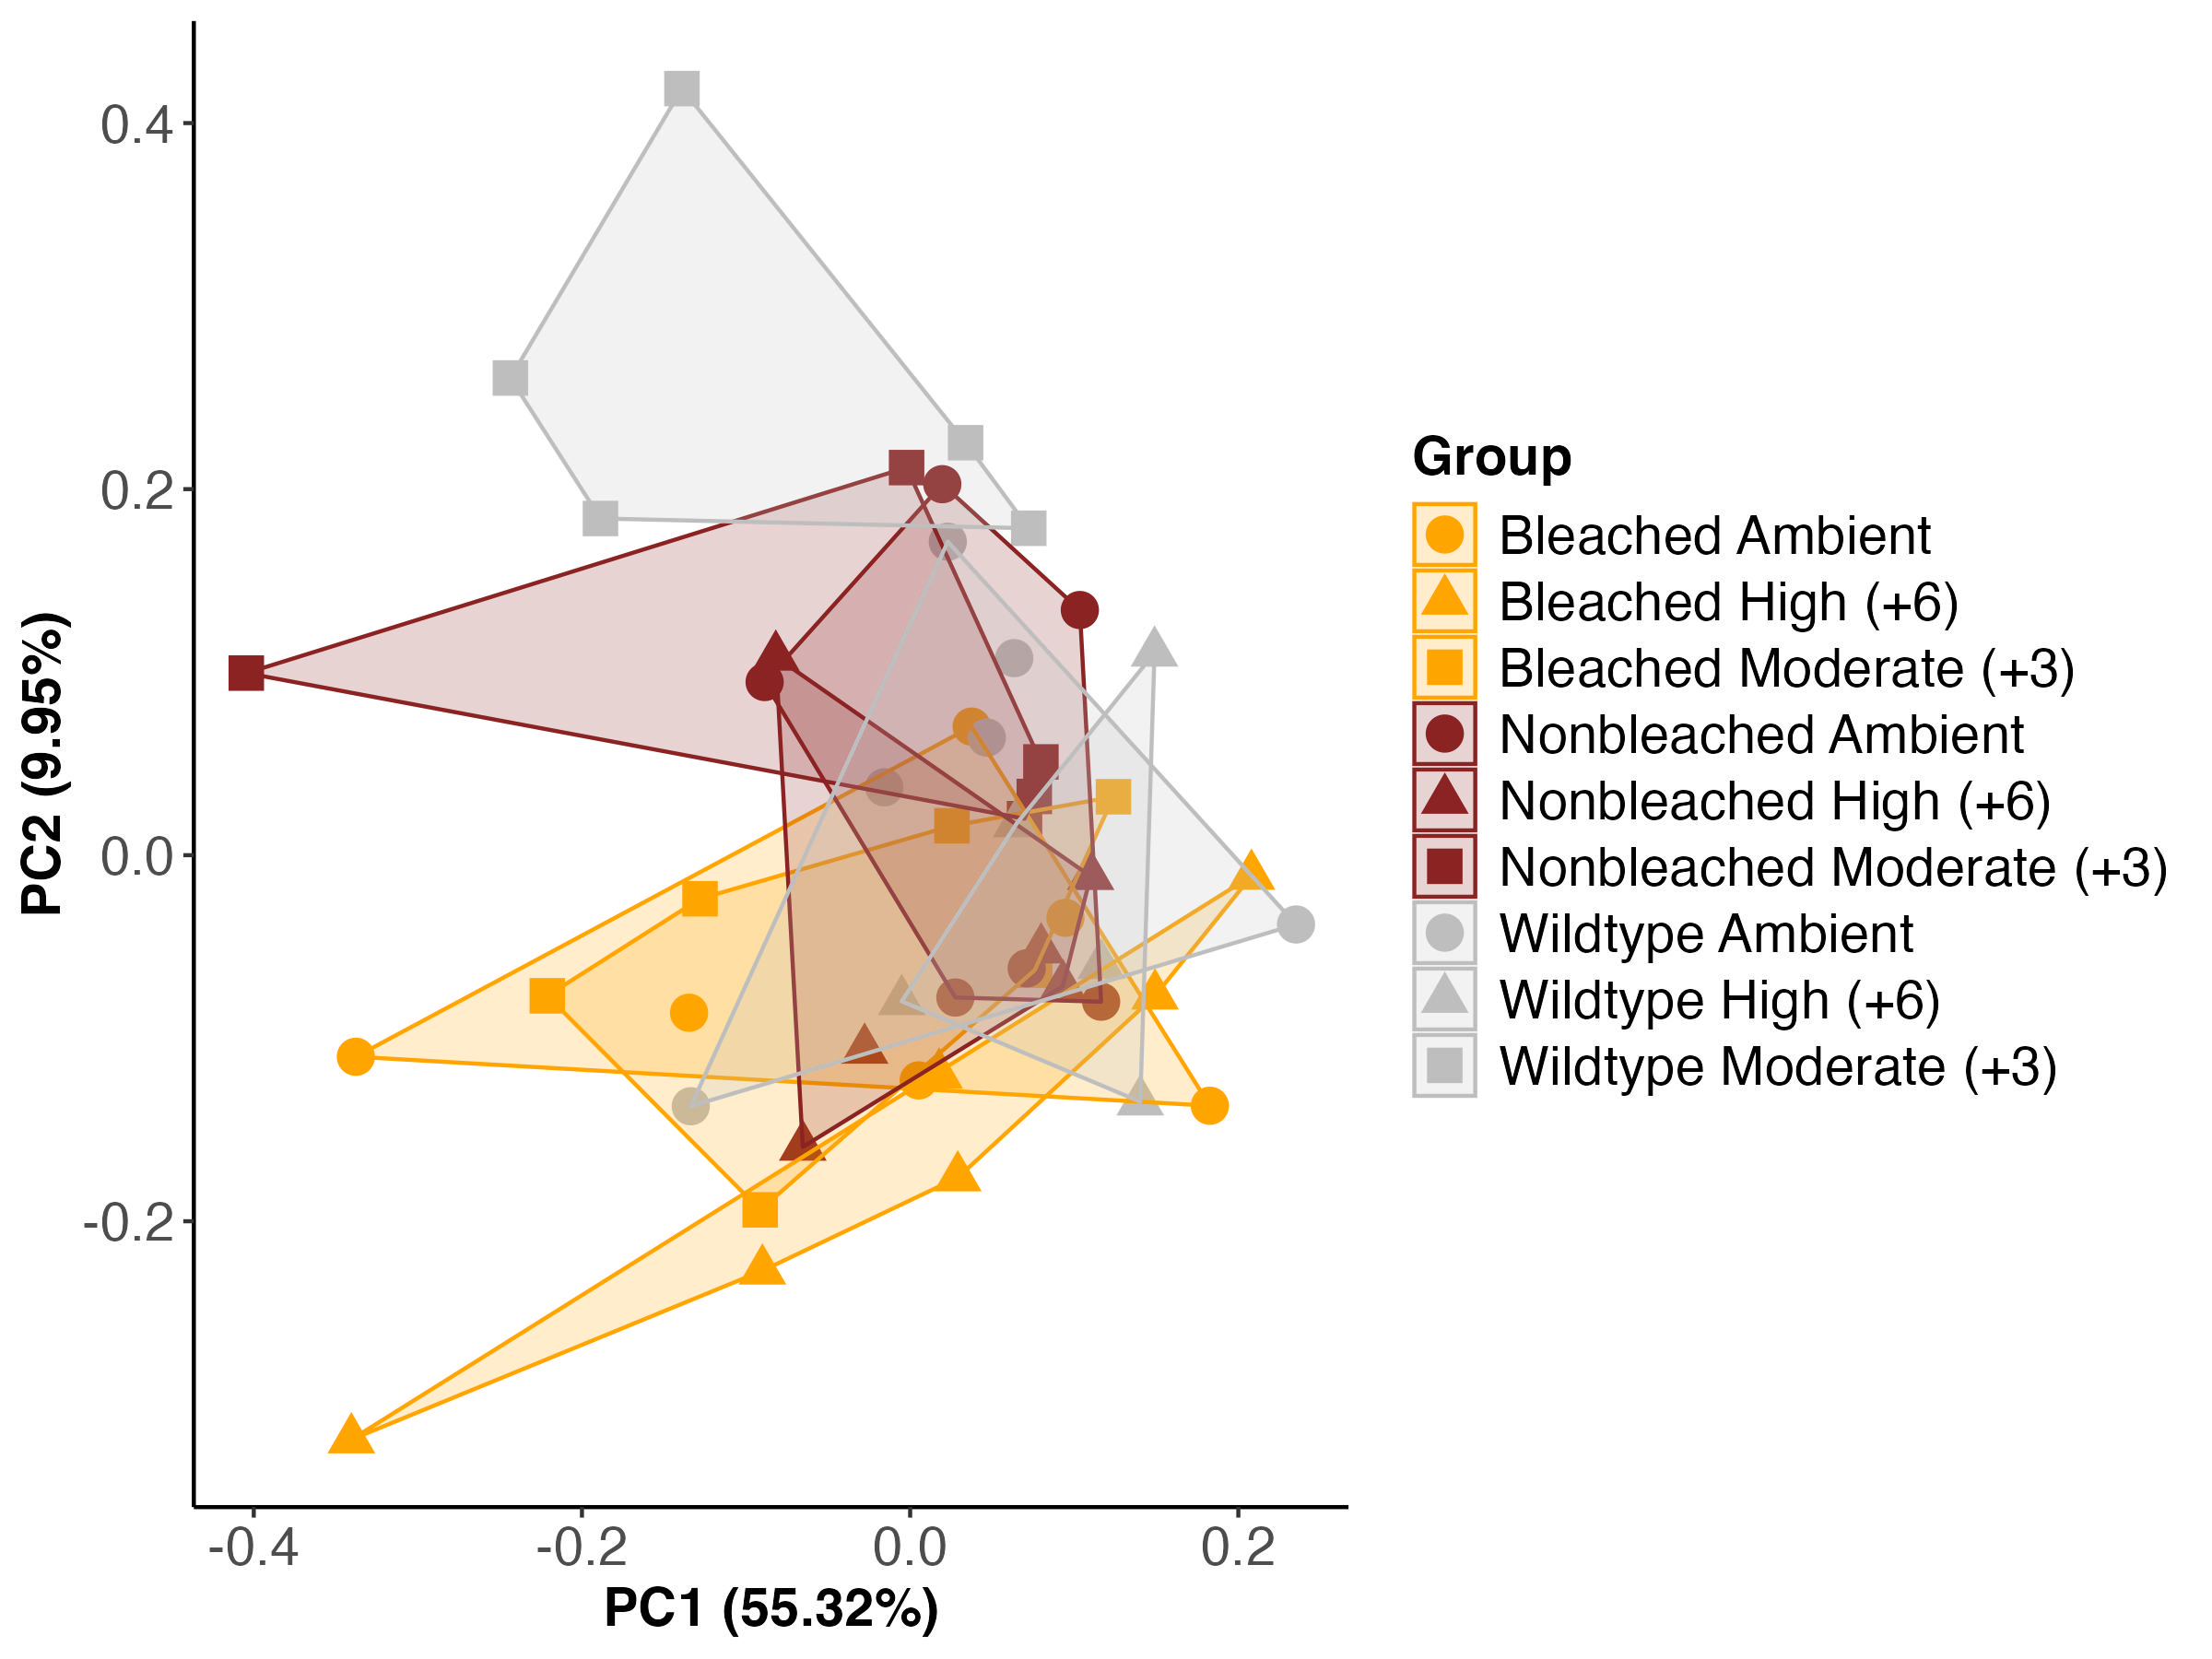 0.4
0.2
0.0
-0.2
PC2 (9.95%)
-0.4
-0.2
0.0
0.2
PC1 (55.32%)
Group
Bleached Ambient
Bleached High (+6)
Bleached Moderate (+3)
Nonbleached Ambient
Nonbleached High (+6)
Nonbleached Moderate (+3)
Wildtype Ambient
Wildtype High (+6)
Wildtype Moderate (+3)